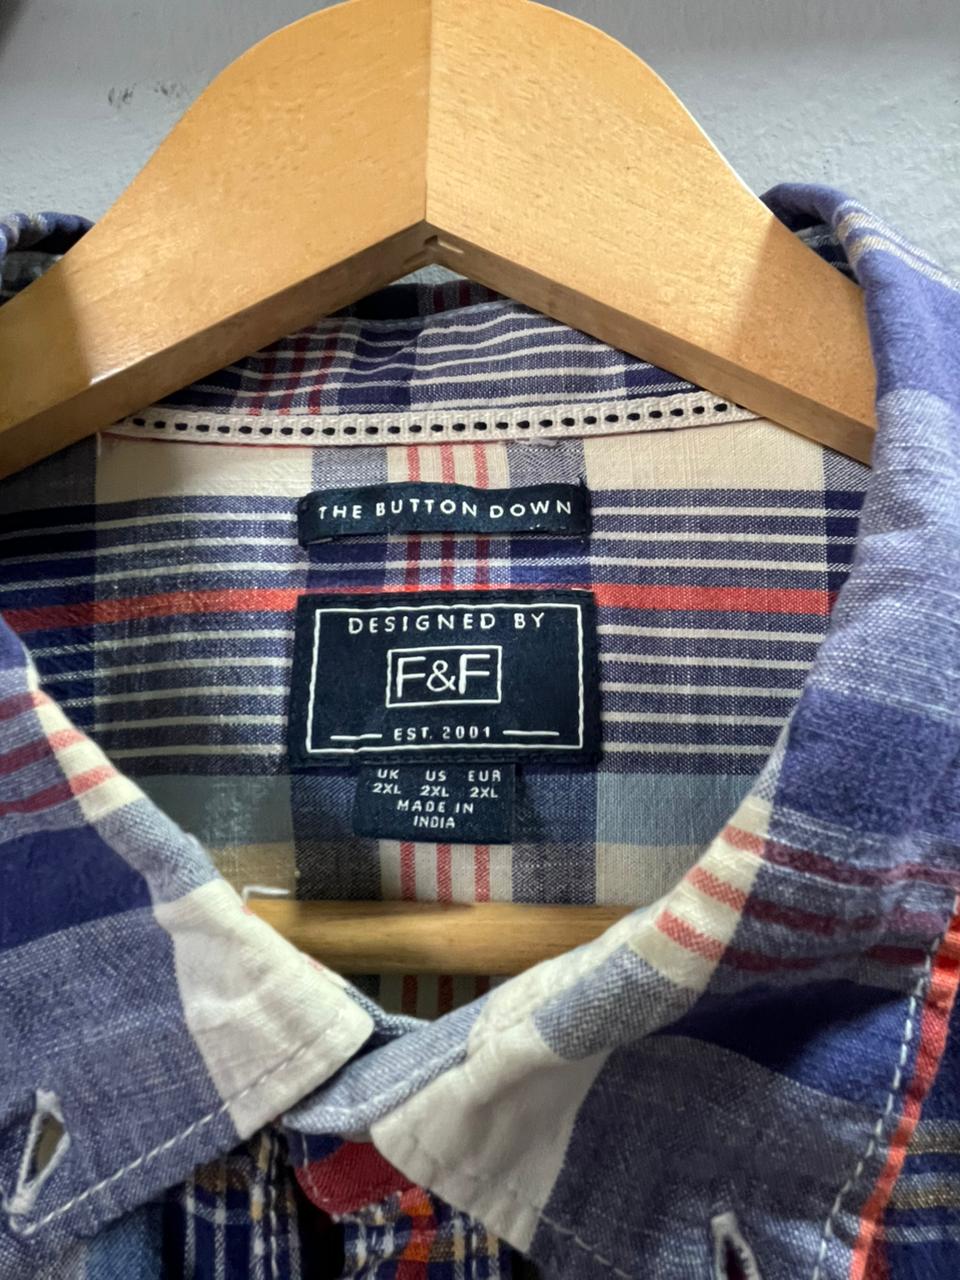 THE BUTTON DOWN
DESIGNED BY
F&F
EST. 2001
UK US EUR
2XL 2XL 2XL
MADE IN
INDIA